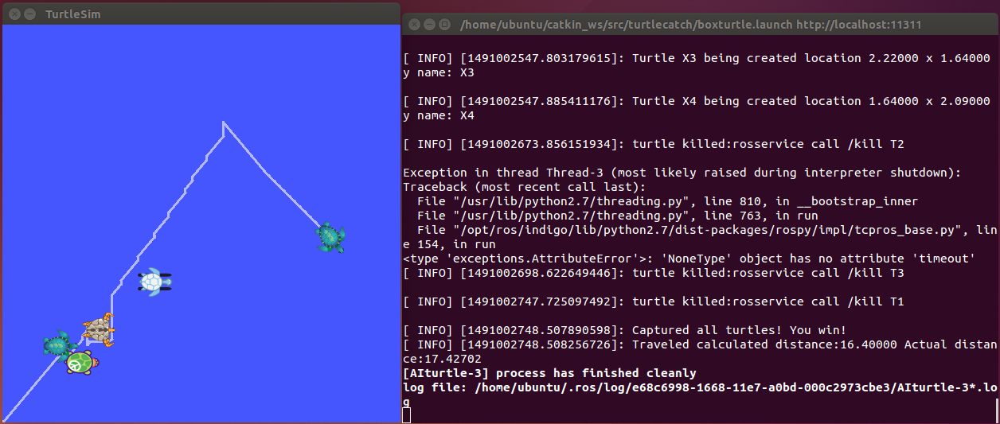 TurtleSim
/home/ubuntu/catkin_ws/src/turtlecatch/boxturtle.launch http://localhost:11311
[ INFO] [1491002547.803179615]: Turtle X3 being created location 2.22000 x 1.64000
y name: X3
[ INFO] [1491002547.885411176]: Turtle X4 being created location 1.64000 x 2.09000
y name: X4
[ INFO] [1491002673.856151934]: turtle killed:rosservice call /kill T2
Exception in thread Thread-3 (most likely raised during interpreter shutdown):
Traceback (most recent call last):
  File "/usr/lib/python2.7/threading.py", line 810, in __bootstrap_inner
  File "/usr/lib/python2.7/threading.py", line 763, in run
  File "/opt/ros/indigo/lib/python2.7/dist-packages/rospy/impl/tcpros_base.py", lin
e 154, in run
<type 'exceptions.AttributeError'>: 'NoneType' object has no attribute 'timeout'
[ INFO] [1491002698.622649446]: turtle killed:rosservice call /kill T3
[ INFO] [1491002747.725097492]: turtle killed:rosservice call /kill T1
[ INFO] [1491002748.507890598]: Captured all turtles! You win!
[ INFO] [1491002748.508256726]: Traveled calculated distance:16.40000 Actual distan
ce:17.42702
[AIturtle-3] process has finished cleanly
log file: /home/ubuntu/.ros/log/e68c6998-1668-11e7-a0bd-000c2973cbe3/AIturtle-3*.lo
g